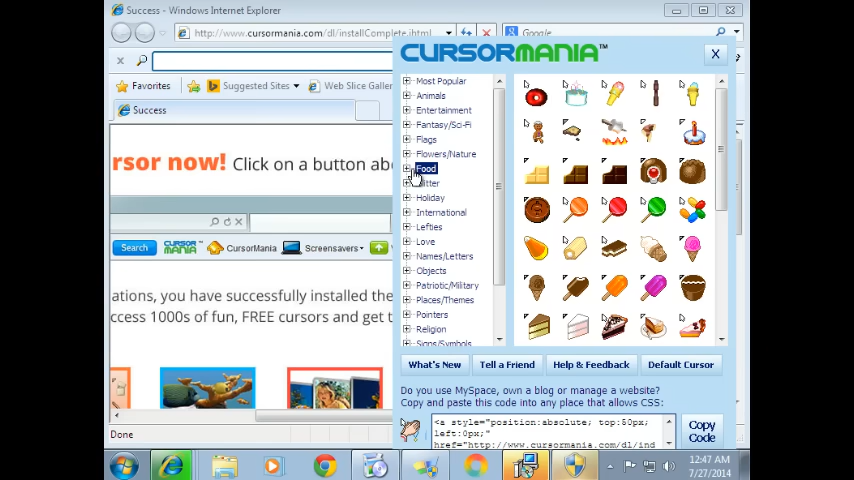 Success - Windows Internet Explorer
http://www.cursormania.com/dl/installComplete.jhtml
Google
Favorites
Suggested Sites
Web Slice Galler
Success
CURSORMANIA™
Most Popular
Animals
Entertainment
Fantasy/Sci-Fi
Flags
Flowers/Nature
Food
Holiday
International
Lefties
Love
Names/Letters
Objects
Patriotic/Military
Places/Themes
Pointers
Religion
Signs/Symbols
rsor now! Click on a button abo
Search
CURSORMANIA
CursorMania
Screensavers
ations, you have successfully installed the
ccess 1000s of fun, FREE cursors and get t
What's New
Tell a Friend
Help & Feedback
Default Cursor
Do you use MySpace, own a blog or manage a website?
Copy and paste this code into any place that allows CSS:
<a style="position:absolute; top:50px;
left:0px;"
href="http://www.cursormania.com/dl/ind
Copy
Code
Done
12:47 AM
7/27/2014